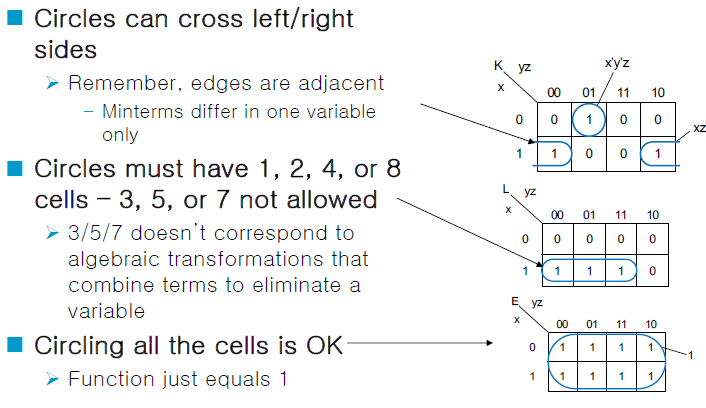 Circles can cross left/right
sides
Remember, edges are adjacent
– Minterms differ in one variable
only
Circles must have 1, 2, 4, or 8
cells – 3, 5, or 7 not allowed
3/5/7 doesn't correspond to
algebraic transformations that
combine terms to eliminate a
variable
Circling all the cells is OK
Function just equals 1
K yz x'y'z
x 00 01 11 10
0 0 1 0 0
xz
1 1 0 0 1
L yz
x 00 01 11 10
0 0 0 0 0
1 1 1 1 0
E yz
x 00 01 11 10
0 1 1 1 1
1
1 1 1 1 1